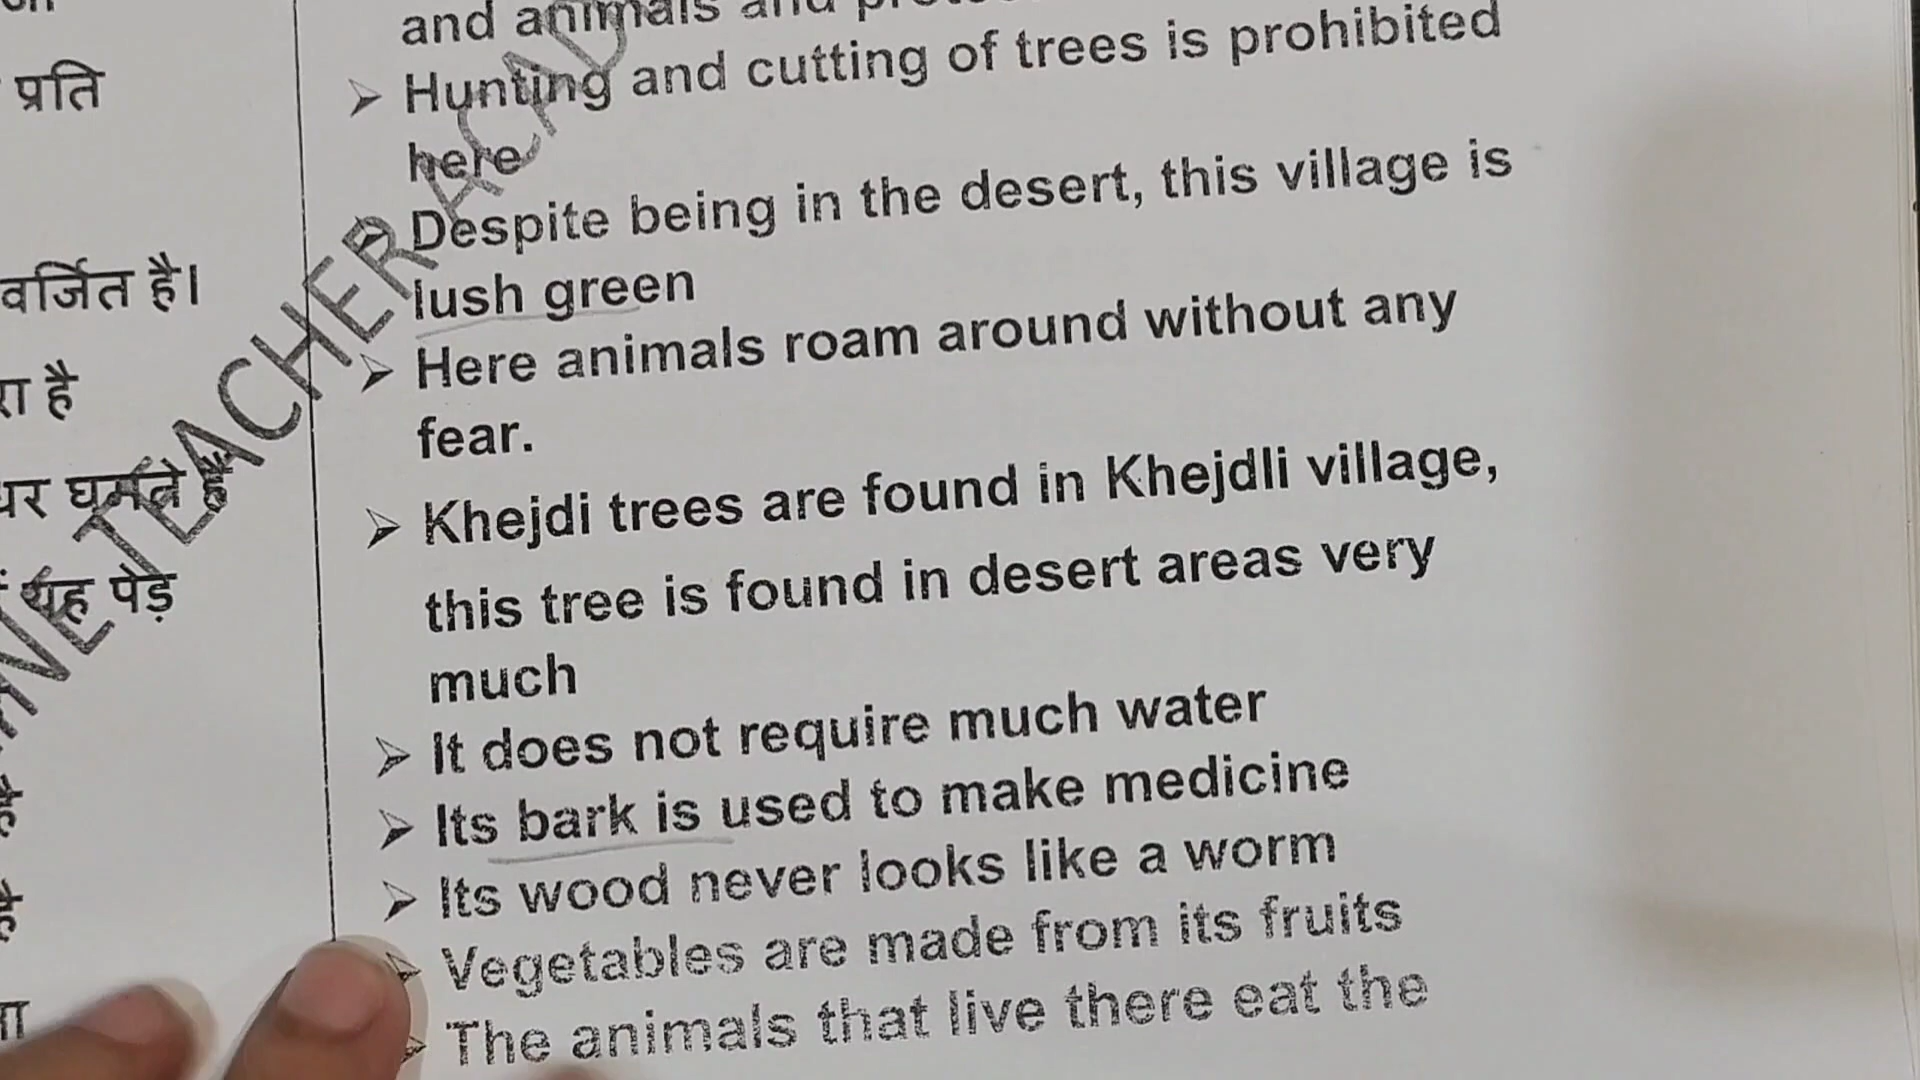 प्रति
वर्जित है।
है
घूमते हैं
यह पेड़
and animals and
➢ Hunting and cutting of trees is prohibited
here
➢ Despite being in the desert, this village is
lush green
➢ Here animals roam around without any
fear.
➢ Khejdi trees are found in Khejdli village,
this tree is found in desert areas very
much
➢ It does not require much water
➢ Its bark is used to make medicine
➢ Its wood never looks like a worm
➢ Vegetables are made from its fruits
➢ The animals that live there eat the
TEACHER